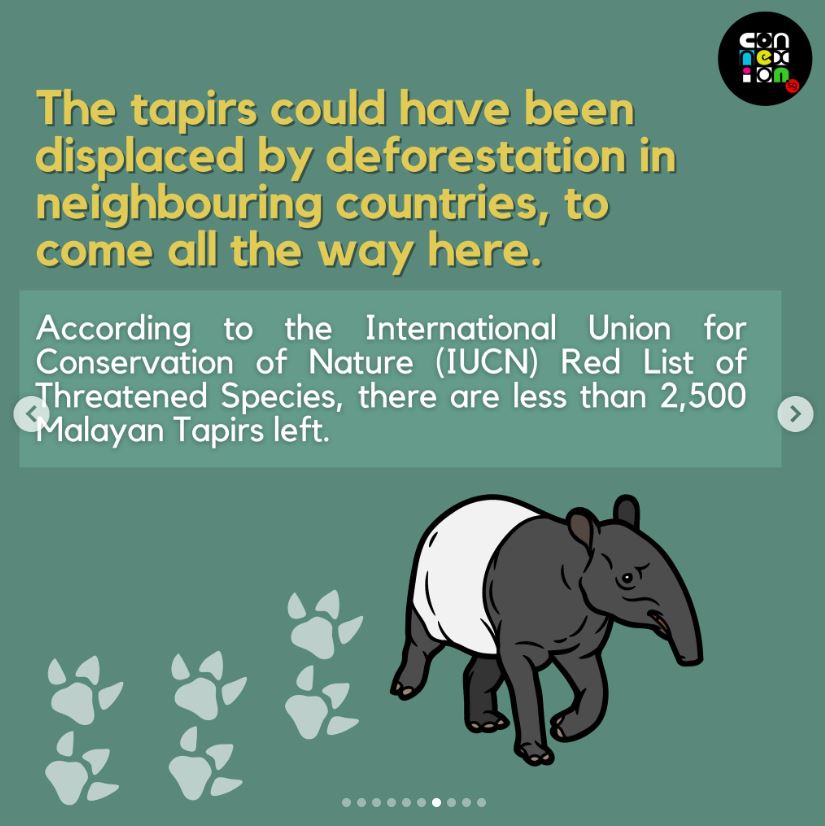 con
nex
ion
SG
The tapirs could have been
displaced by deforestation in
neighbouring countries, to
come all the way here.
According to the International Union for
Conservation of Nature (IUCN) Red List of
Threatened Species, there are less than 2,500
Malayan Tapirs left.